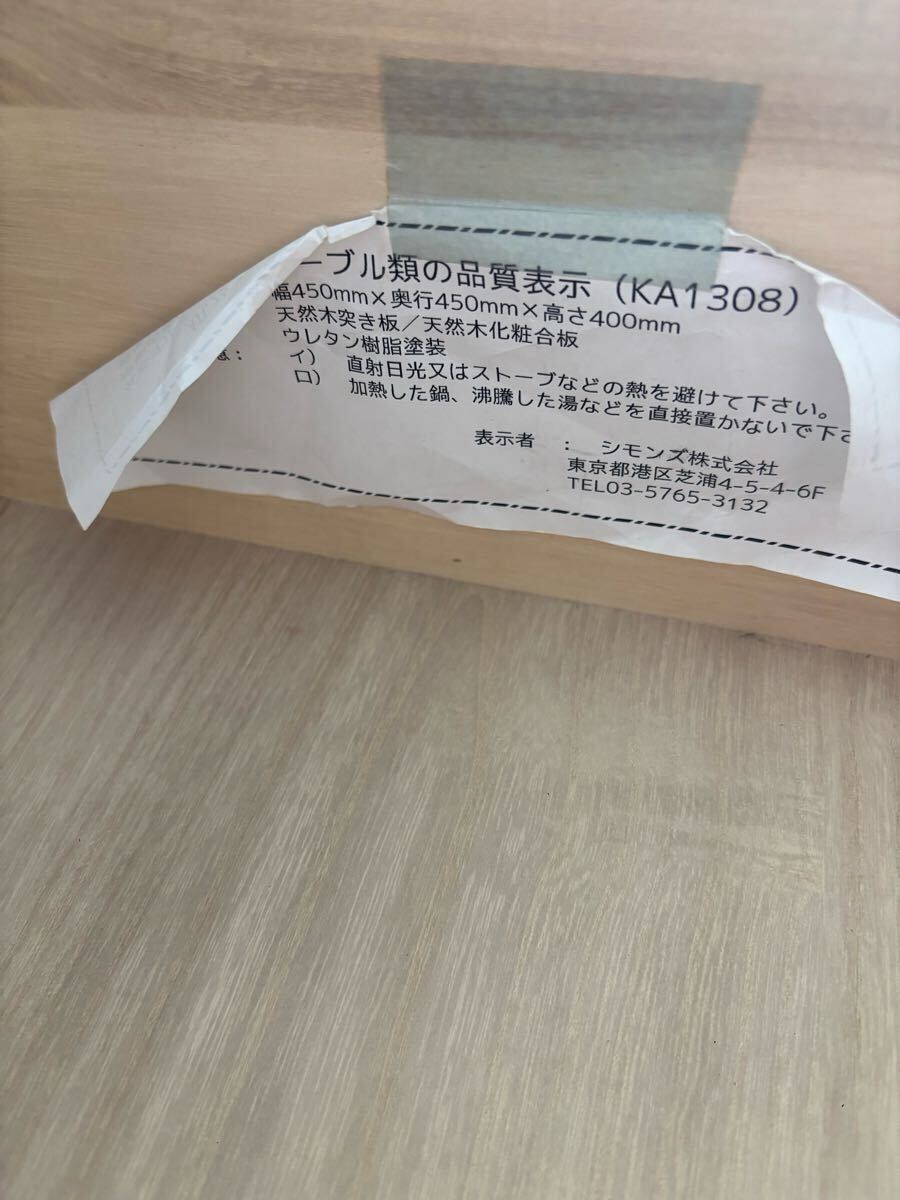 ーブル類の品質表示（KA1308）
幅450mm×奥行450mm×高さ400mm
天然木突き板／天然木化粧合板
ウレタン樹脂塗装
意： イ） 直射日光又はストーブなどの熱を避けて下さい。
ロ） 加熱した鍋、沸騰した湯などを直接置かないで下さ
表示者 ： シモンズ株式会社
東京都港区芝浦4-5-4-6F
TEL03-5765-3132